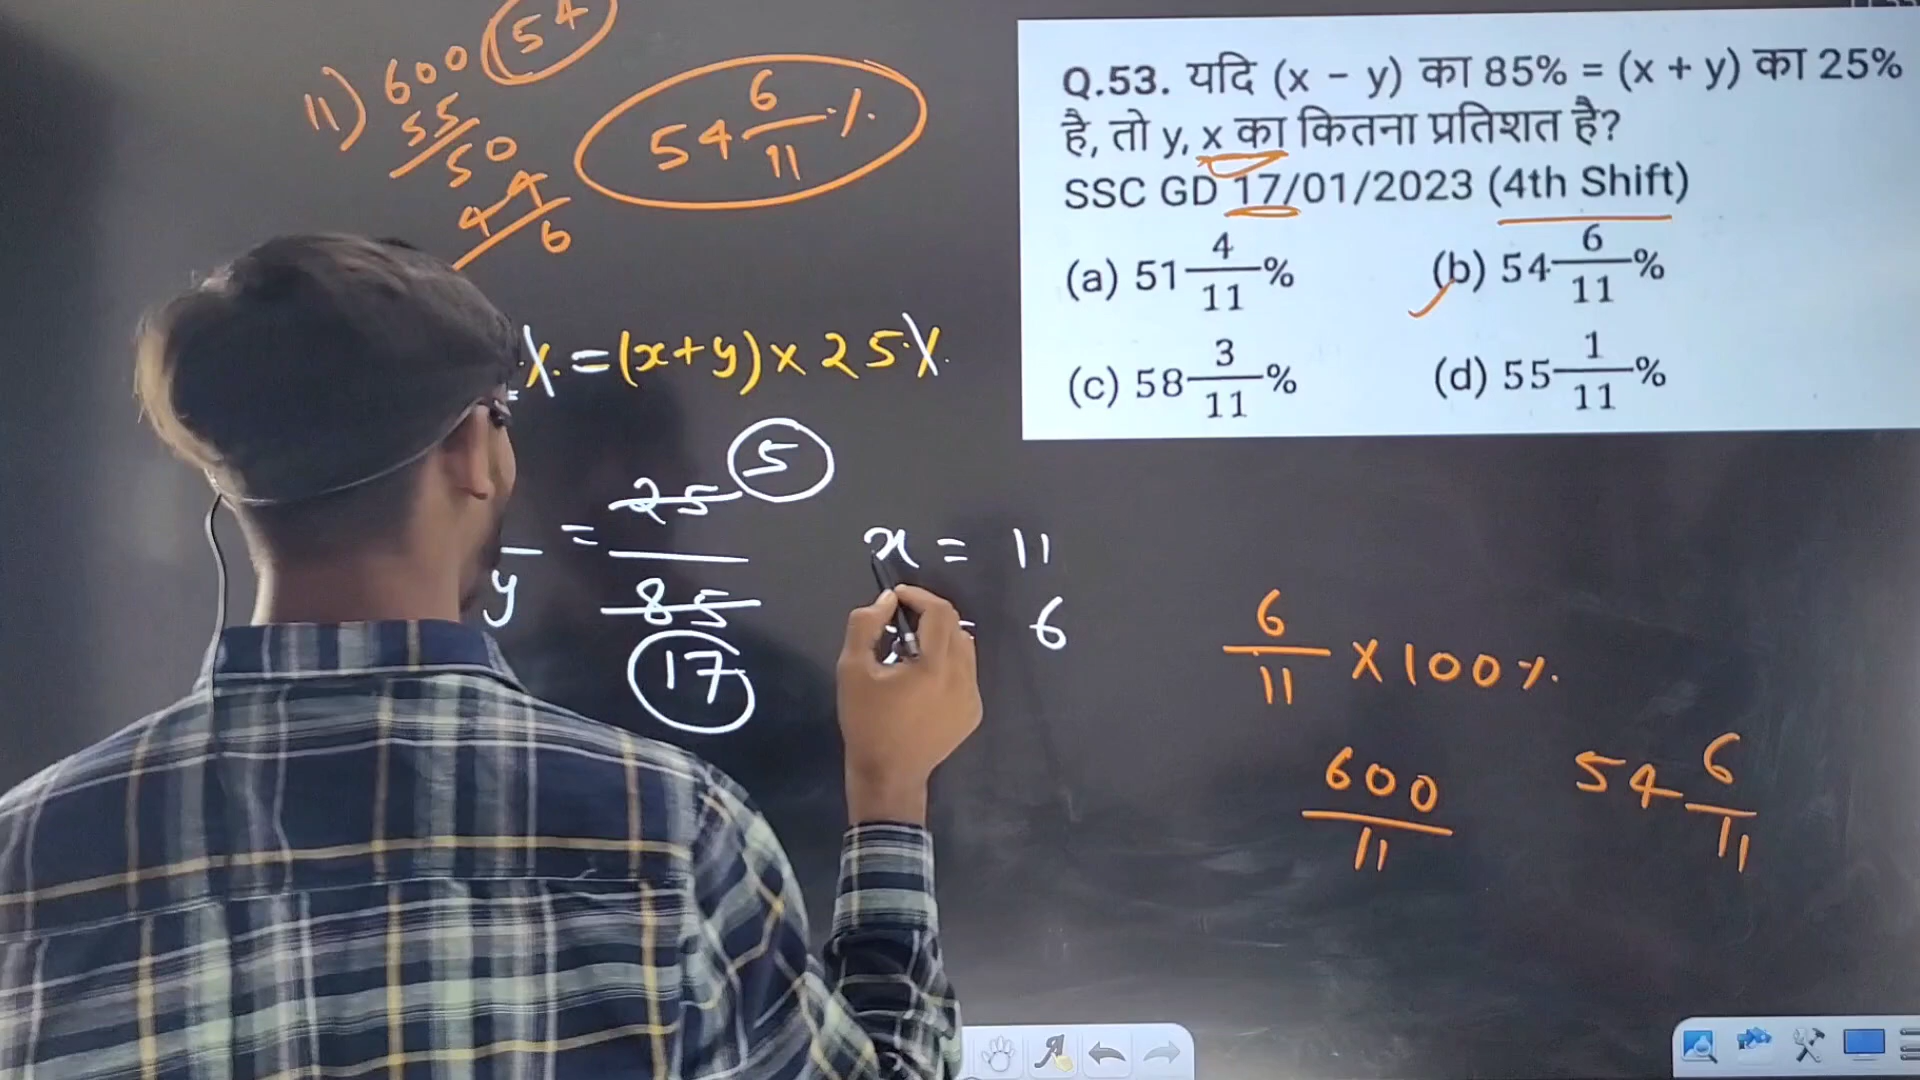 11) 600 54
55
50
44
6
54 6/11 %
Q.53. यदि (x - y) का 85% = (x + y) का 25%
है, तो y, x का कितना प्रतिशत है?
SSC GD 17/01/2023 (4th Shift)
(a) 51 4/11 %
(b) 54 6/11 %
(c) 58 3/11 %
(d) 55 1/11 %
% = (x+y) x 25%
y = 25/85
5
17
x = 11
= 6
6/11 x 100%
600/11
54 6/11